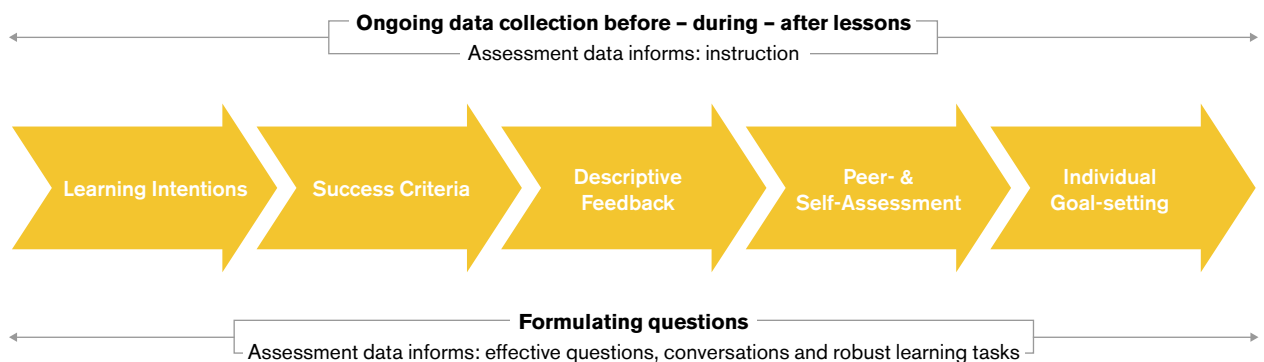 Ongoing data collection before – during – after lessons
Assessment data informs: instruction
Learning Intentions
Success Criteria
Descriptive
Feedback
Peer- &
Self-Assessment
Individual
Goal-setting
Formulating questions
Assessment data informs: effective questions, conversations and robust learning tasks